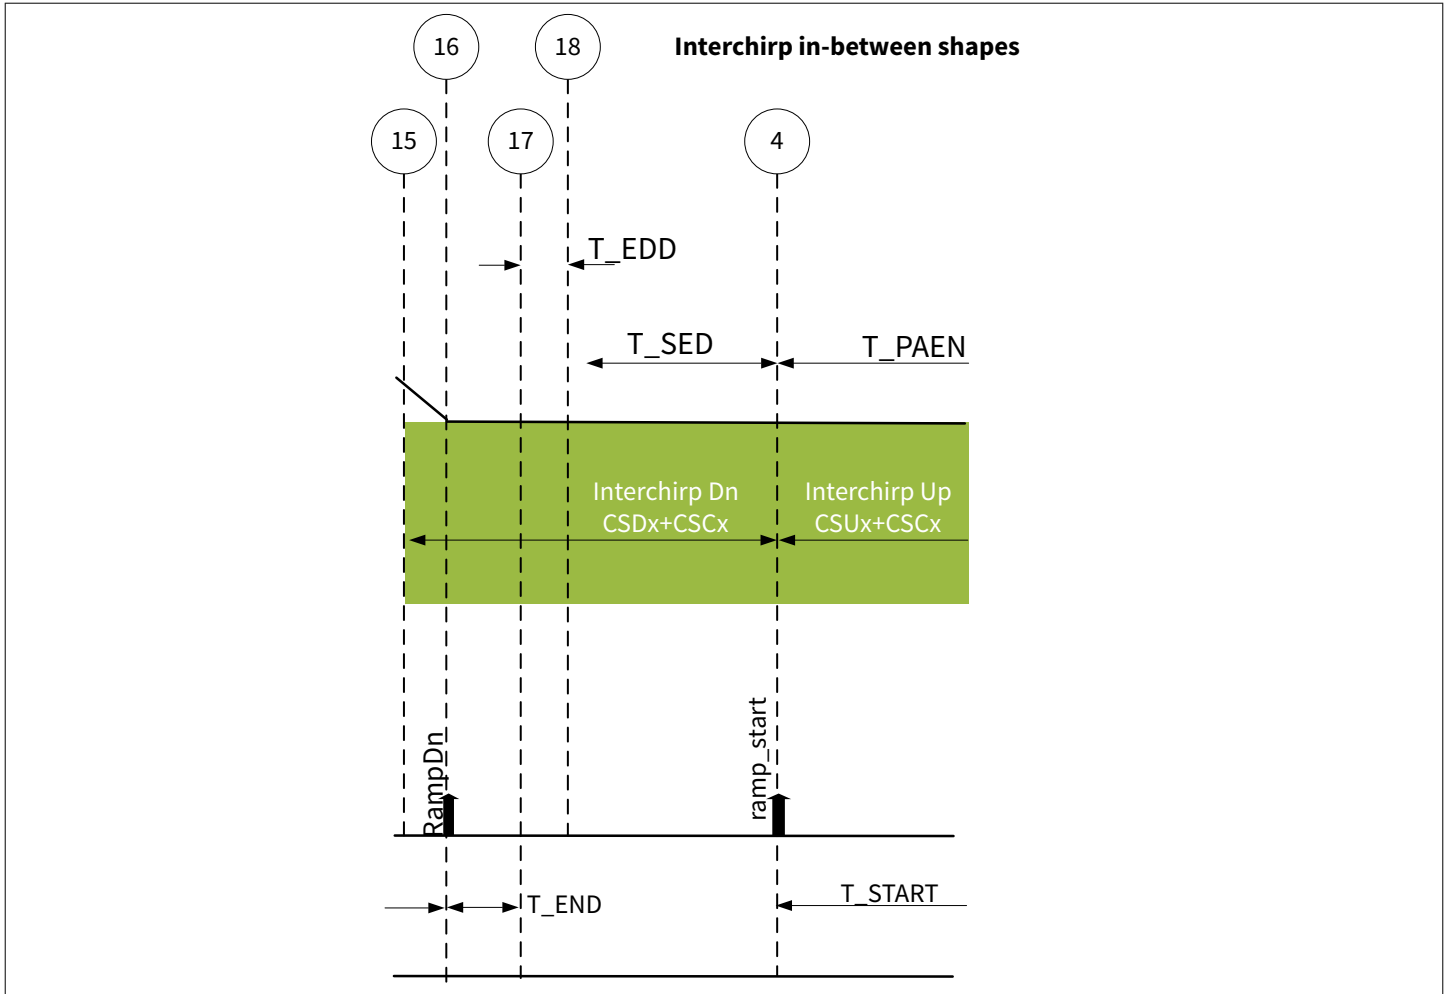 16
18
Interchirp in-between shapes
15
17
4
T_EDD
T_SED
T_PAEN
Interchirp Dn
CSDx+CSCx
Interchirp Up
CSUx+CSCx
RampDn
ramp_start
T_END
T_START